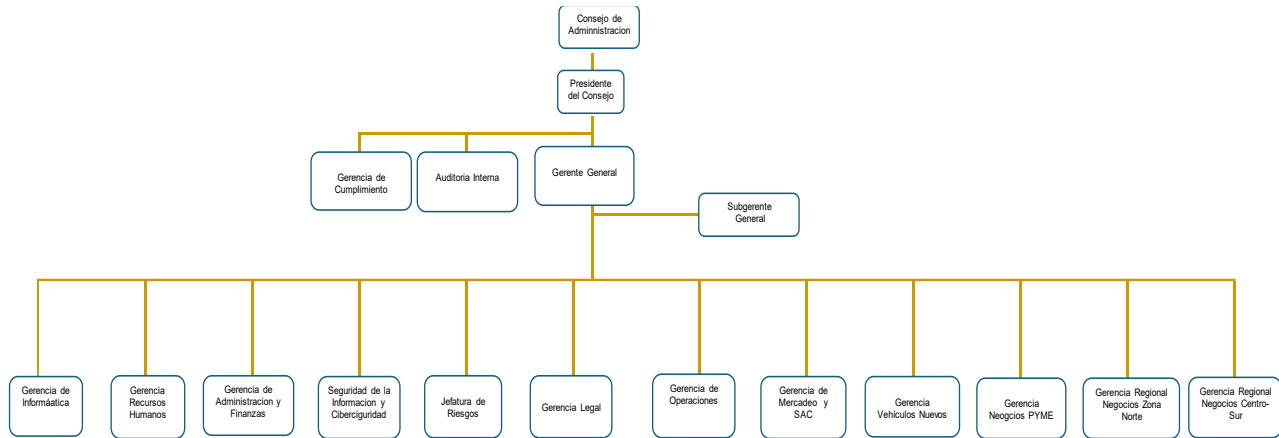 Consejo de
Adminnistracion
Presidente
del Consejo
Gerencia de
Cumplimiento
Auditoria Interna
Gerente General
Subgerente
General
Gerencia de
Informáatica
Gerencia
Recursos
Humanos
Gerencia de
Administracion y
Finanzas
Seguridad de la
Informacion y
Ciberciguridad
Jefatura de
Riesgos
Gerencia Legal
Gerencia de
Operaciones
Gerencia de
Mercadeo y
SAC
Gerencia
Vehículos Nuevos
Gerencia
Neogcios PYME
Gerencia Regional
Negocios Zona
Norte
Gerencia Regional
Negocios Centro-
Sur